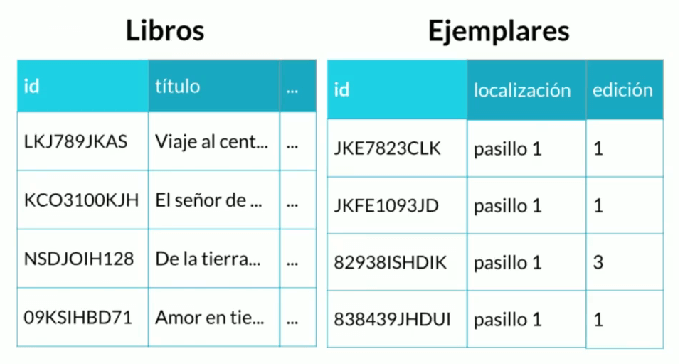 Libros
id título ...
LKJ789JKAS Viaje al cent... ...
KCO3100KJH El señor de ... ...
NSDJOIH128 De la tierra... ...
09KSIHBD71 Amor en tie... ...
Ejemplares
id localización edición
JKE7823CLK pasillo 1 1
JKFE1093JD pasillo 1 1
82938ISHDIK pasillo 1 3
838439JHDUI pasillo 1 1